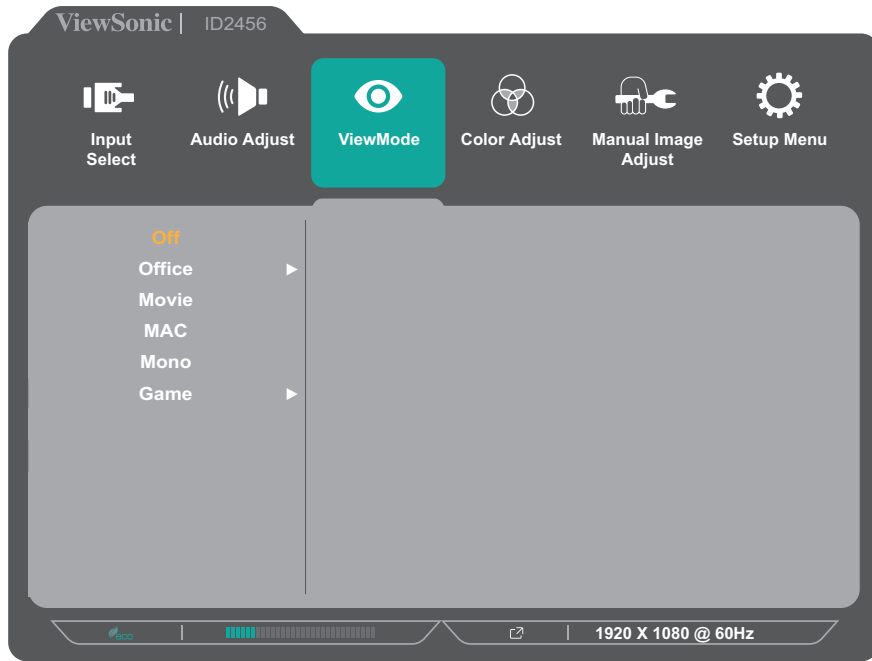 ViewSonic | ID2456
Input Select
Audio Adjust
ViewMode
Color Adjust
Manual Image Adjust
Setup Menu
Off
Office
Movie
MAC
Mono
Game
eco
1920 X 1080 @ 60Hz